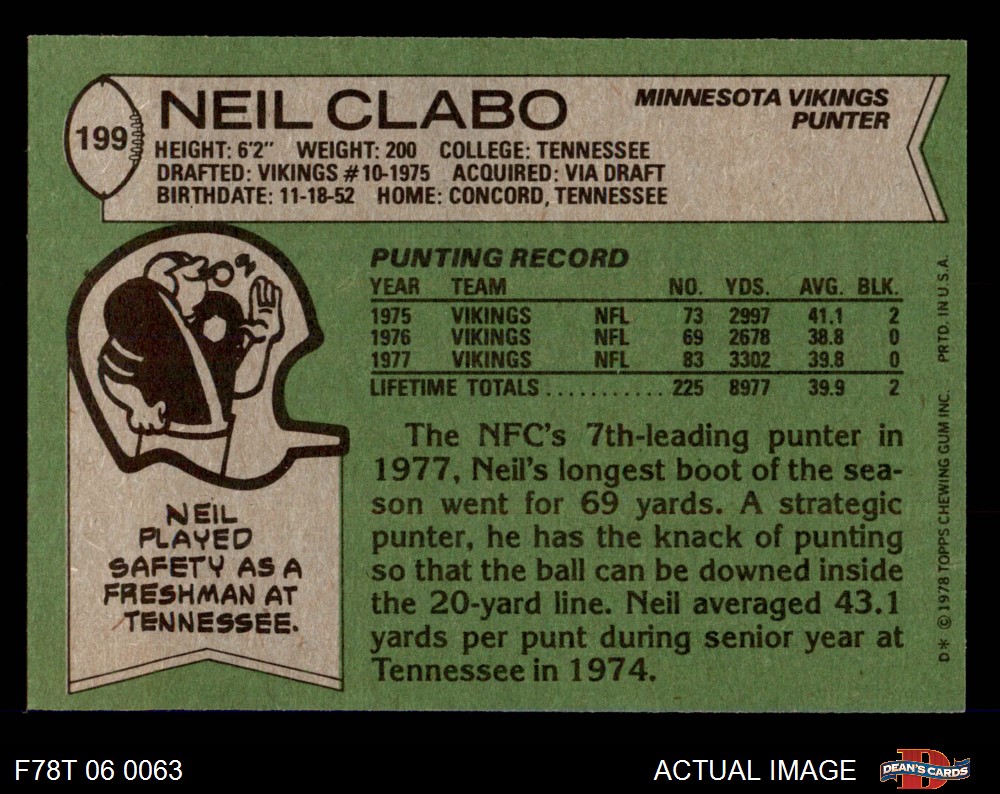 199
NEIL CLABO
MINNESOTA VIKINGS
PUNTER
HEIGHT: 6'2" WEIGHT: 200 COLLEGE: TENNESSEE
DRAFTED: VIKINGS #10-1975 ACQUIRED: VIA DRAFT
BIRTHDATE: 11-18-52 HOME: CONCORD, TENNESSEE
NEIL
PLAYED
SAFETY AS A
FRESHMAN AT
TENNESSEE.
PUNTING RECORD
YEAR TEAM NO. YDS. AVG. BLK.
1975 VIKINGS NFL 73 2997 41.1 2
1976 VIKINGS NFL 69 2678 38.8 0
1977 VIKINGS NFL 83 3302 39.8 0
LIFETIME TOTALS ........... 225 8977 39.9 2
The NFC's 7th-leading punter in
1977, Neil's longest boot of the sea-
son went for 69 yards. A strategic
punter, he has the knack of punting
so that the ball can be downed inside
the 20-yard line. Neil averaged 43.1
yards per punt during senior year at
Tennessee in 1974.
D* © 1978 TOPPS CHEWING GUM INC. PRTD. IN U.S.A.
F78T 06 0063
ACTUAL IMAGE
D
DEAN'S CARDS